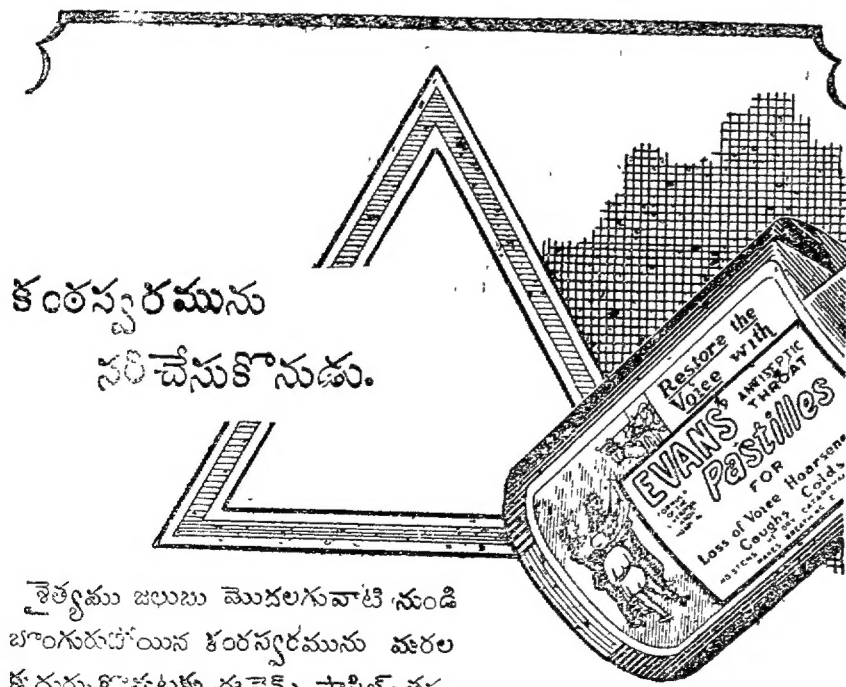 కంఠస్వరమును
సరిచేసుకొనుడు.
Restore the
Voice with
EVANS'
ANTISEPTIC
THROAT
Pastilles
FOR
Loss of Voice Hoarsene
Coughs Colds
శైత్యము జలుబు మొదలగువాటి నుండి
బొంగురుపోయిన కంఠస్వరమును మరల